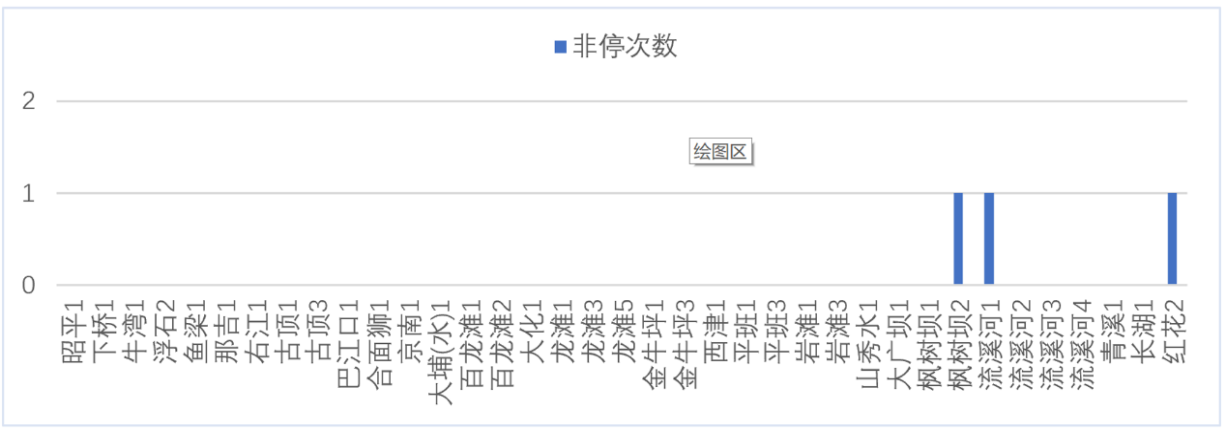 非停次数
2
绘图区
1
0
昭平1
下桥1
牛湾1
浮石2
鱼梁1
那吉1
右江1
古顶1
古顶3
巴江口1
合面狮1
京南1
大埔(水)1
百龙滩1
百龙滩2
大化1
龙滩1
龙滩3
龙滩5
金牛坪1
金牛坪3
西津1
平班1
平班3
岩滩1
岩滩3
山秀水1
大广坝1
枫树坝1
枫树坝2
流溪河1
流溪河2
流溪河3
流溪河4
青溪1
长湖1
红花2